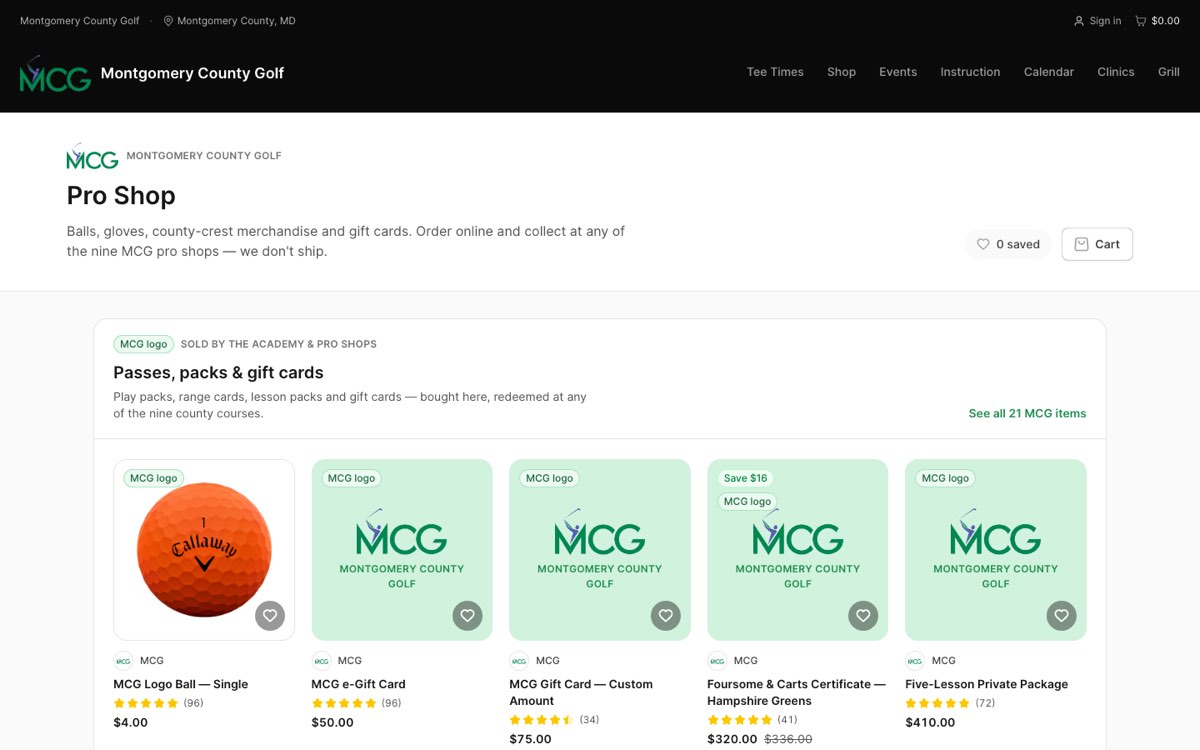 Montgomery County Golf · Montgomery County, MD
Sign in $0.00
MCG Montgomery County Golf
Tee Times Shop Events Instruction Calendar Clinics Grill
MCG MONTGOMERY COUNTY GOLF
Pro Shop
Balls, gloves, county-crest merchandise and gift cards. Order online and collect at any of
the nine MCG pro shops — we don't ship.
0 saved Cart
MCG logo SOLD BY THE ACADEMY & PRO SHOPS
Passes, packs & gift cards
Play packs, range cards, lesson packs and gift cards — bought here, redeemed at any
of the nine county courses.
See all 21 MCG items
MCG logo
1
Callaway
MCG MCG
MCG Logo Ball — Single
(96)
$4.00
MCG logo
MCG
MONTGOMERY COUNTY
GOLF
MCG MCG
MCG e-Gift Card
(96)
$50.00
MCG logo
MCG
MONTGOMERY COUNTY
GOLF
MCG MCG
MCG Gift Card — Custom
Amount
(34)
$75.00
Save $16
MCG logo
MCG
MONTGOMERY COUNTY
GOLF
MCG MCG
Foursome & Carts Certificate —
Hampshire Greens
(41)
$320.00 $336.00
MCG logo
MCG
MONTGOMERY COUNTY
GOLF
MCG MCG
Five-Lesson Private Package
(72)
$410.00